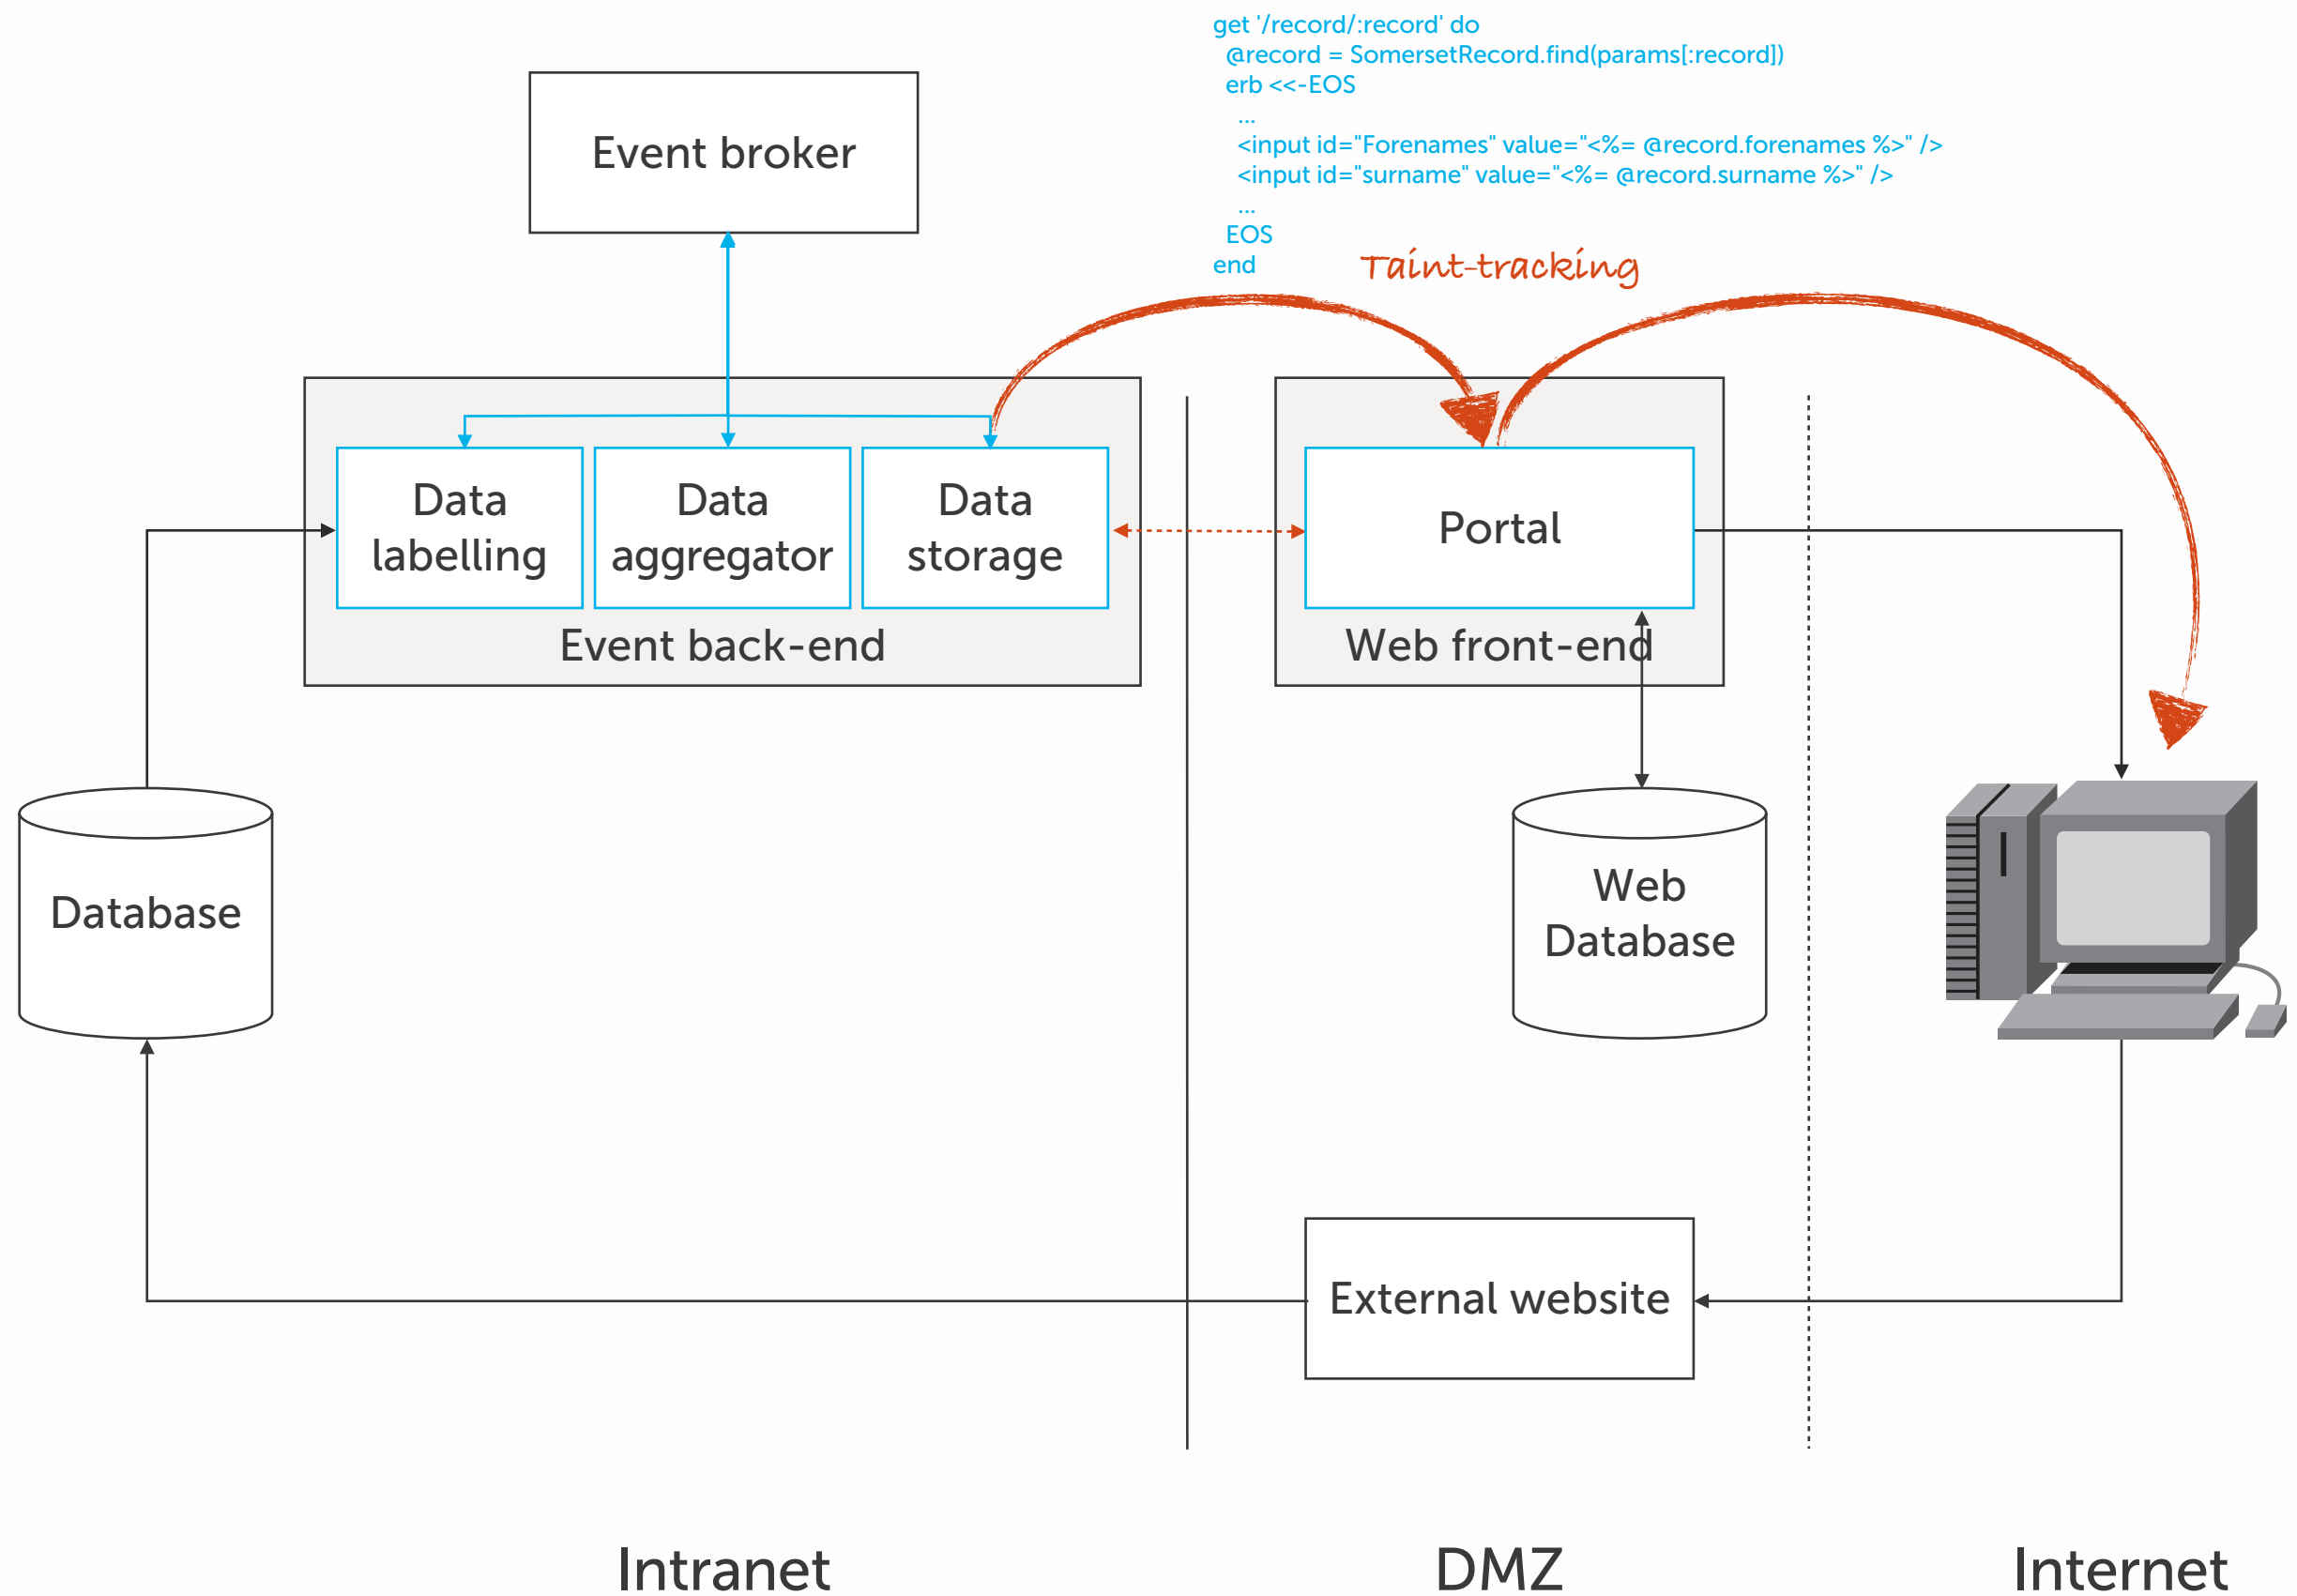 get '/record/:record' do
@record = SomersetRecord.find(params[:record])
erb <<-EOS
...
<input id="Forenames" value="<%= @record.forenames %>" />
<input id="surname" value="<%= @record.surname %>" />
...
EOS
end
Taint-tracking
Event broker
Data
labelling
Data
aggregator
Data
storage
Event back-end
Portal
Web front-end
Database
Web
Database
External website
Intranet
DMZ
Internet